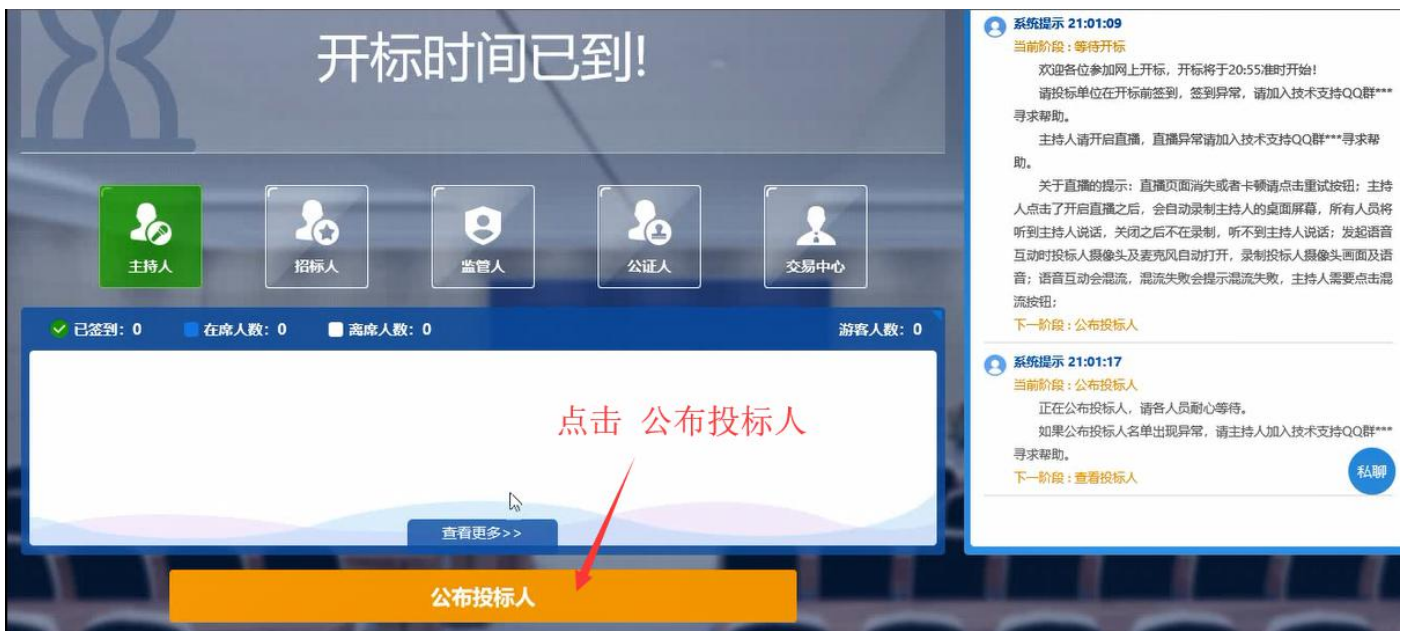 开标时间已到!
主持人
招标人
监管人
公证人
交易中心
已签到: 0 在席人数: 0 离席人数: 0 游客人数: 0
点击 公布投标人
查看更多>>
公布投标人
系统提示 21:01:09
当前阶段 : 等待开标
欢迎各位参加网上开标，开标将于20:55准时开始!
请投标单位在开标前签到，签到异常，请加入技术支持QQ群***
寻求帮助。
主持人请开启直播，直播异常请加入技术支持QQ群***寻求帮
助。
关于直播的提示：直播页面消失或者卡顿请点击重试按钮；主持
人点击了开启直播之后，会自动录制主持人的桌面屏幕，所有人员将
听到主持人说话，关闭之后不在录制，听不到主持人说话；发起语音
互动时投标人摄像头及麦克风自动打开，录制投标人摄像头画面及语
音；语音互动会混流，混流失败会提示混流失败，主持人需要点击混
流按钮；
下一阶段 : 公布投标人
系统提示 21:01:17
当前阶段 : 公布投标人
正在公布投标人，请各人员耐心等待。
如果公布投标人名单出现异常，请主持人加入技术支持QQ群***
寻求帮助。
下一阶段 : 查看投标人
私聊